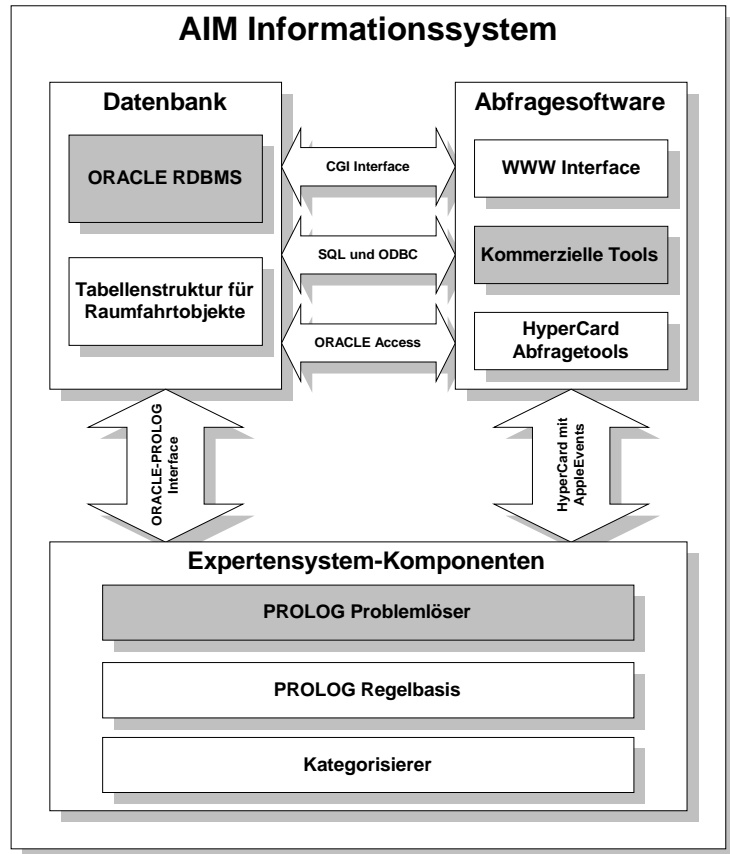 AIM Informationssystem
Datenbank
ORACLE RDBMS
Tabellenstruktur für
Raumfahrtobjekte
CGI Interface
SQL und ODBC
ORACLE Access
Abfragesoftware
WWW Interface
Kommerzielle Tools
HyperCard
Abfragetools
ORACLE-PROLOG
Interface
HyperCard mit
AppleEvents
Expertensystem-Komponenten
PROLOG Problemlöser
PROLOG Regelbasis
Kategorisierer